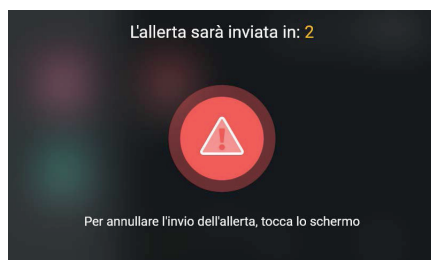 L'allerta sarà inviata in: 2
Per annullare l'invio dell'allerta, tocca lo schermo